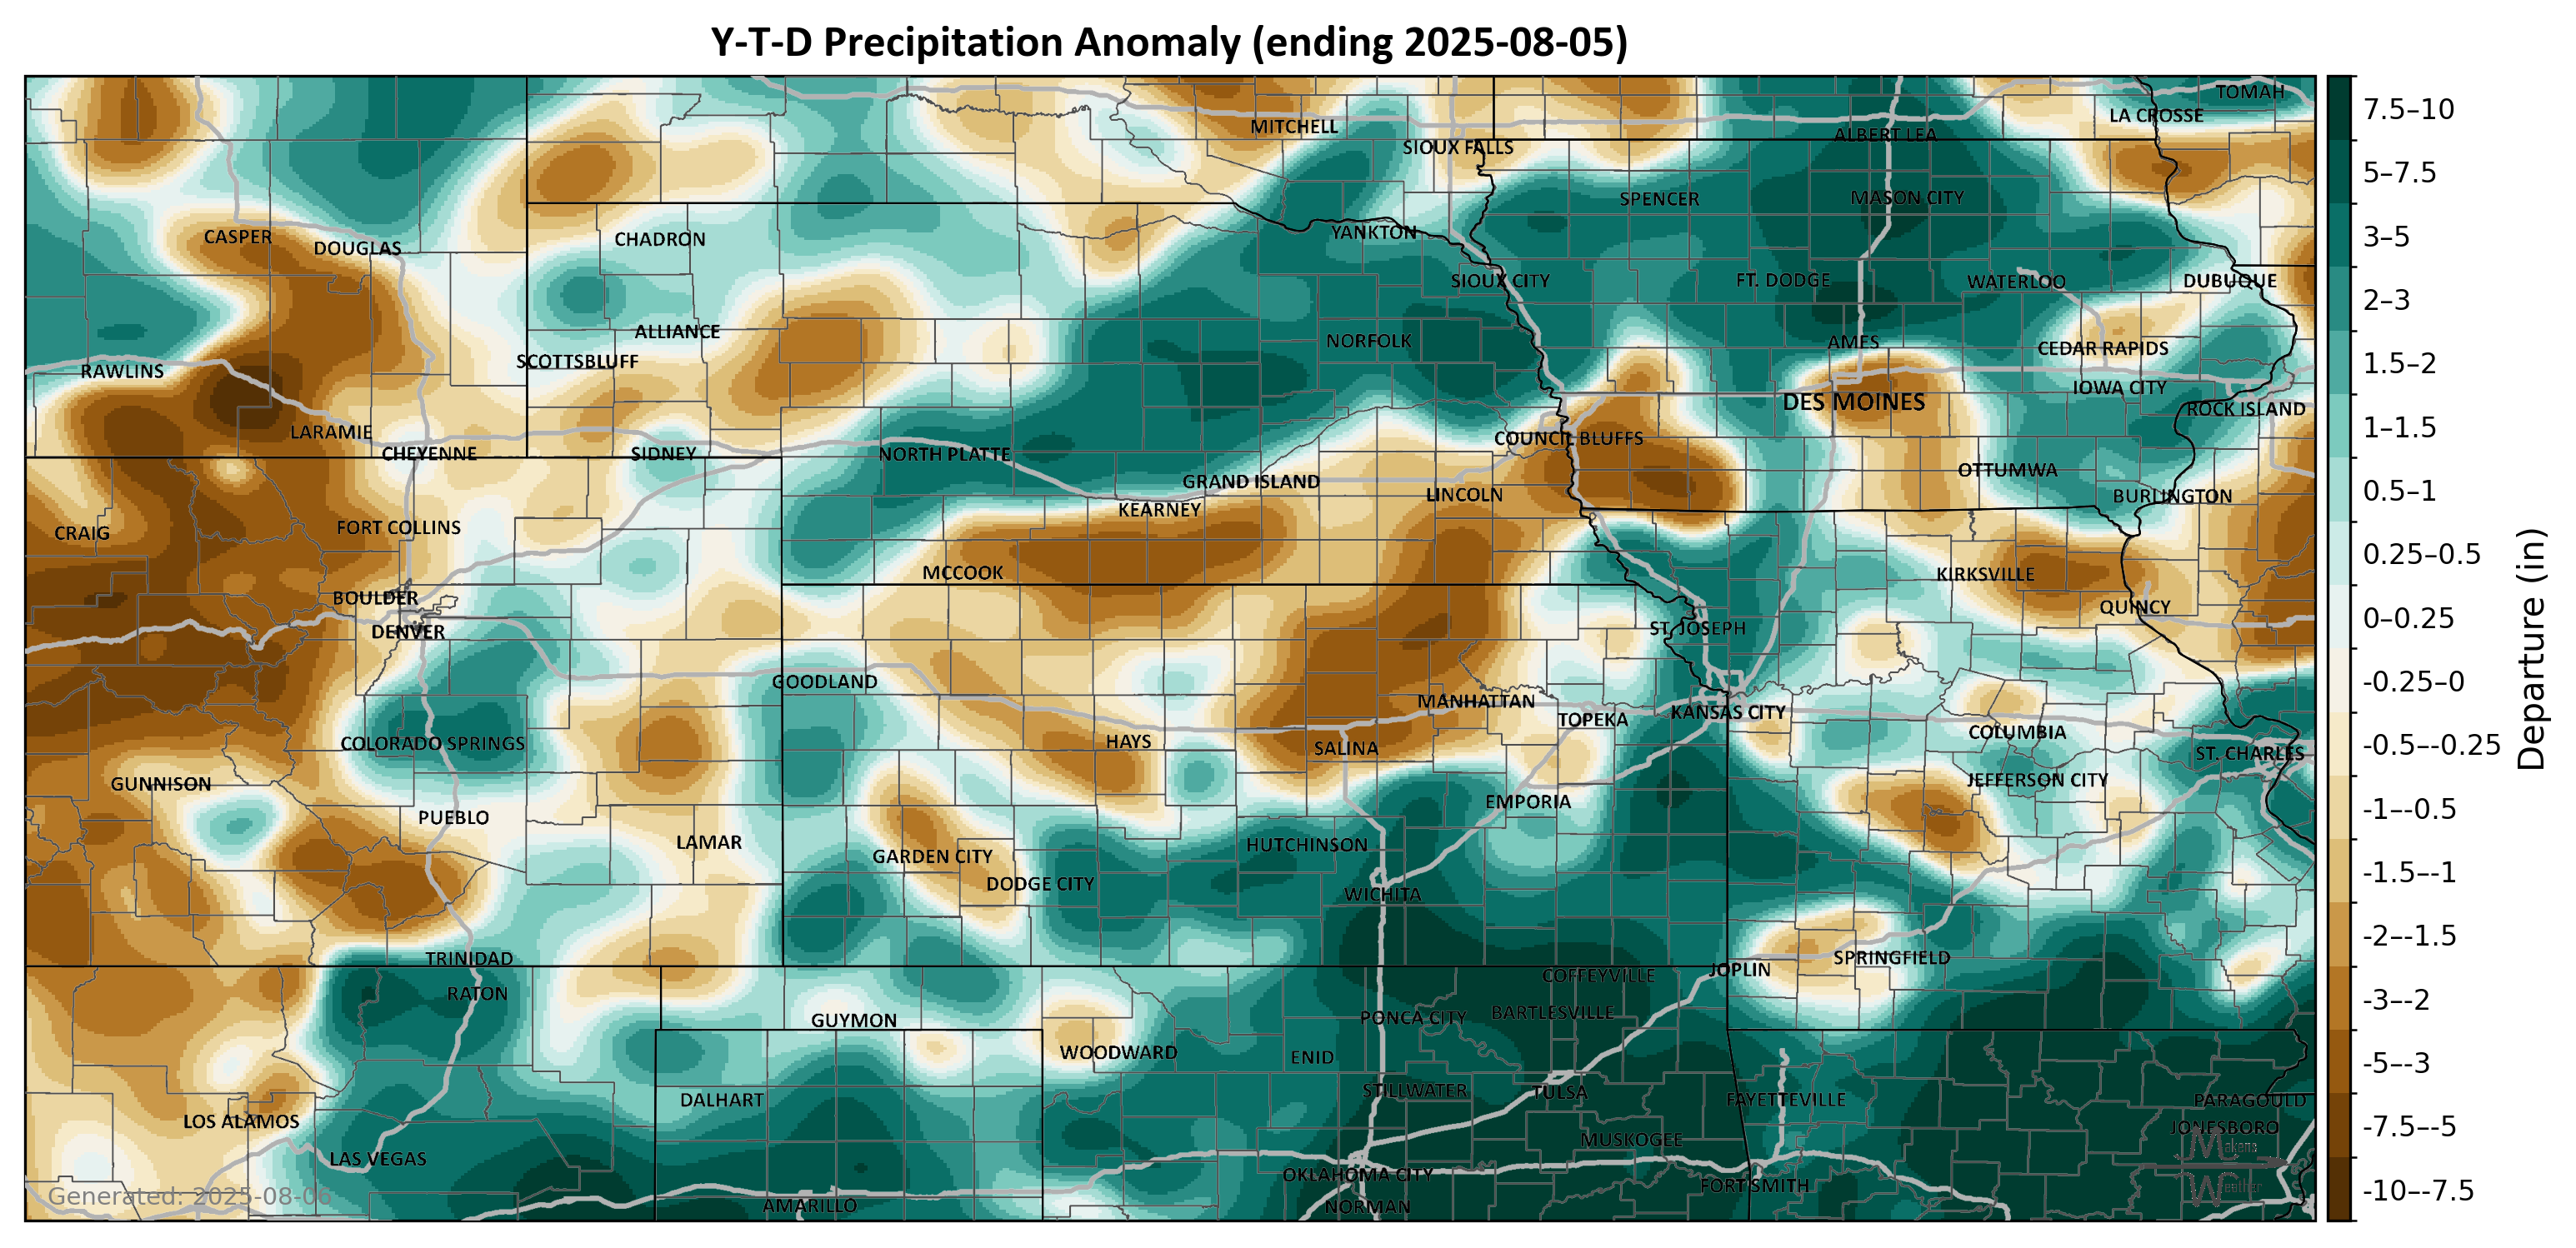 Y-T-D Precipitation Anomaly (ending 2025-08-05)
TOMAH
LA CROSSE
MITCHELL
ALBERT LEA
SIOUX FALLS
SPENCER
MASON CITY
CASPER
DOUGLAS
CHADRON
YANKTON
SIOUX CITY
FT. DODGE
WATERLOO
DUBUQUE
ALLIANCE
NORFOLK
AMES
CEDAR RAPIDS
SCOTTSBLUFF
RAWLINS
IOWA CITY
DES MOINES
ROCK ISLAND
LARAMIE
COUNCIL BLUFFS
CHEYENNE
SIDNEY
NORTH PLATTE
OTTUMWA
GRAND ISLAND
LINCOLN
BURLINGTON
KEARNEY
CRAIG
FORT COLLINS
MCCOOK
KIRKSVILLE
BOULDER
QUINCY
DENVER
ST. JOSEPH
GOODLAND
MANHATTAN
TOPEKA
KANSAS CITY
COLORADO SPRINGS
HAYS
SALINA
COLUMBIA
ST. CHARLES
GUNNISON
JEFFERSON CITY
PUEBLO
EMPORIA
LAMAR
GARDEN CITY
HUTCHINSON
DODGE CITY
WICHITA
TRINIDAD
SPRINGFIELD
JOPLIN
COFFEYVILLE
RATON
GUYMON
PONCA CITY
BARTLESVILLE
WOODWARD
ENID
STILLWATER
TULSA
DALHART
FAYETTEVILLE
PARAGOULD
LOS ALAMOS
JONESBORO
MUSKOGEE
LAS VEGAS
OKLAHOMA CITY
FORT SMITH
AMARILLO
NORMAN
Generated: 2025-08-06
Makens
Weather
7.5–10
5–7.5
3–5
2–3
1.5–2
1–1.5
0.5–1
0.25–0.5
0–0.25
-0.25–0
-0.5–-0.25
-1–-0.5
-1.5–-1
-2–-1.5
-3–-2
-5–-3
-7.5–-5
-10–-7.5
Departure (in)